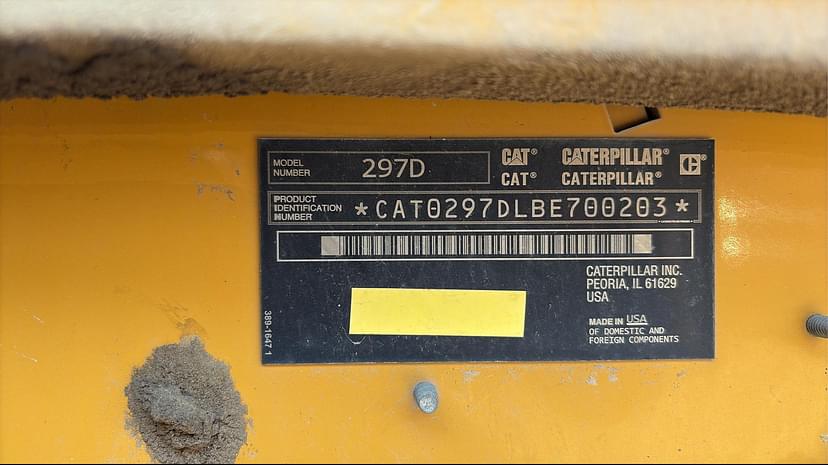 MODEL NUMBER 297D
CAT® CATERPILLAR® C®
CAT® CATERPILLAR®
PRODUCT IDENTIFICATION NUMBER *CAT0297DLBE700203*
CATERPILLAR INC.
PEORIA, IL 61629
USA
MADE IN USA
OF DOMESTIC AND
FOREIGN COMPONENTS
389-1647 1